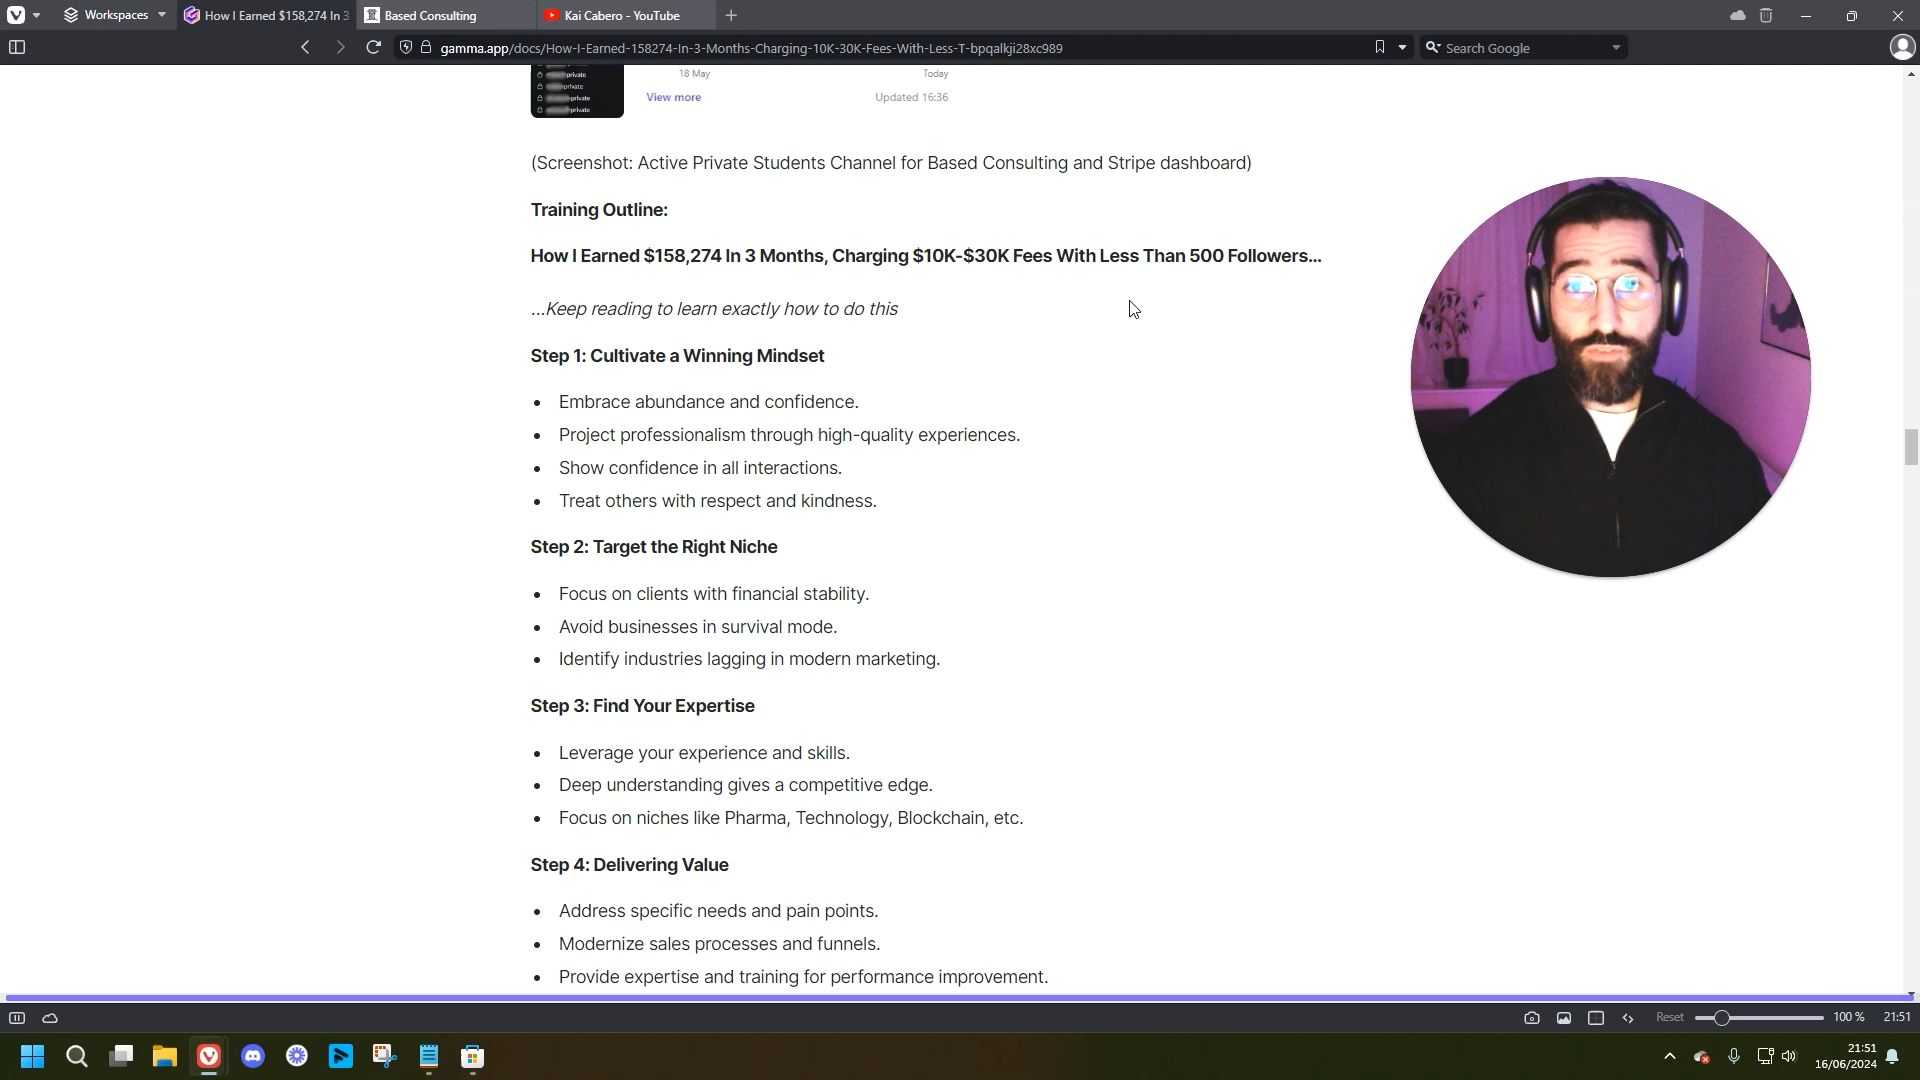 Workspaces
How I Earned $158,274 In 3
Based Consulting
Kai Cabero - YouTube
gamma.app/docs/How-I-Earned-158274-In-3-Months-Charging-10K-30K-Fees-With-Less-T-bpqalkji28xc989
Search Google
private
private
private
private
18 May
Today
View more
Updated 16:36
(Screenshot: Active Private Students Channel for Based Consulting and Stripe dashboard)
Training Outline:
How I Earned $158,274 In 3 Months, Charging $10K-$30K Fees With Less Than 500 Followers...
...Keep reading to learn exactly how to do this
Step 1: Cultivate a Winning Mindset
• Embrace abundance and confidence.
• Project professionalism through high-quality experiences.
• Show confidence in all interactions.
• Treat others with respect and kindness.
Step 2: Target the Right Niche
• Focus on clients with financial stability.
• Avoid businesses in survival mode.
• Identify industries lagging in modern marketing.
Step 3: Find Your Expertise
• Leverage your experience and skills.
• Deep understanding gives a competitive edge.
• Focus on niches like Pharma, Technology, Blockchain, etc.
Step 4: Delivering Value
• Address specific needs and pain points.
• Modernize sales processes and funnels.
• Provide expertise and training for performance improvement.
Reset
100 %
21:51
21:51
16/06/2024